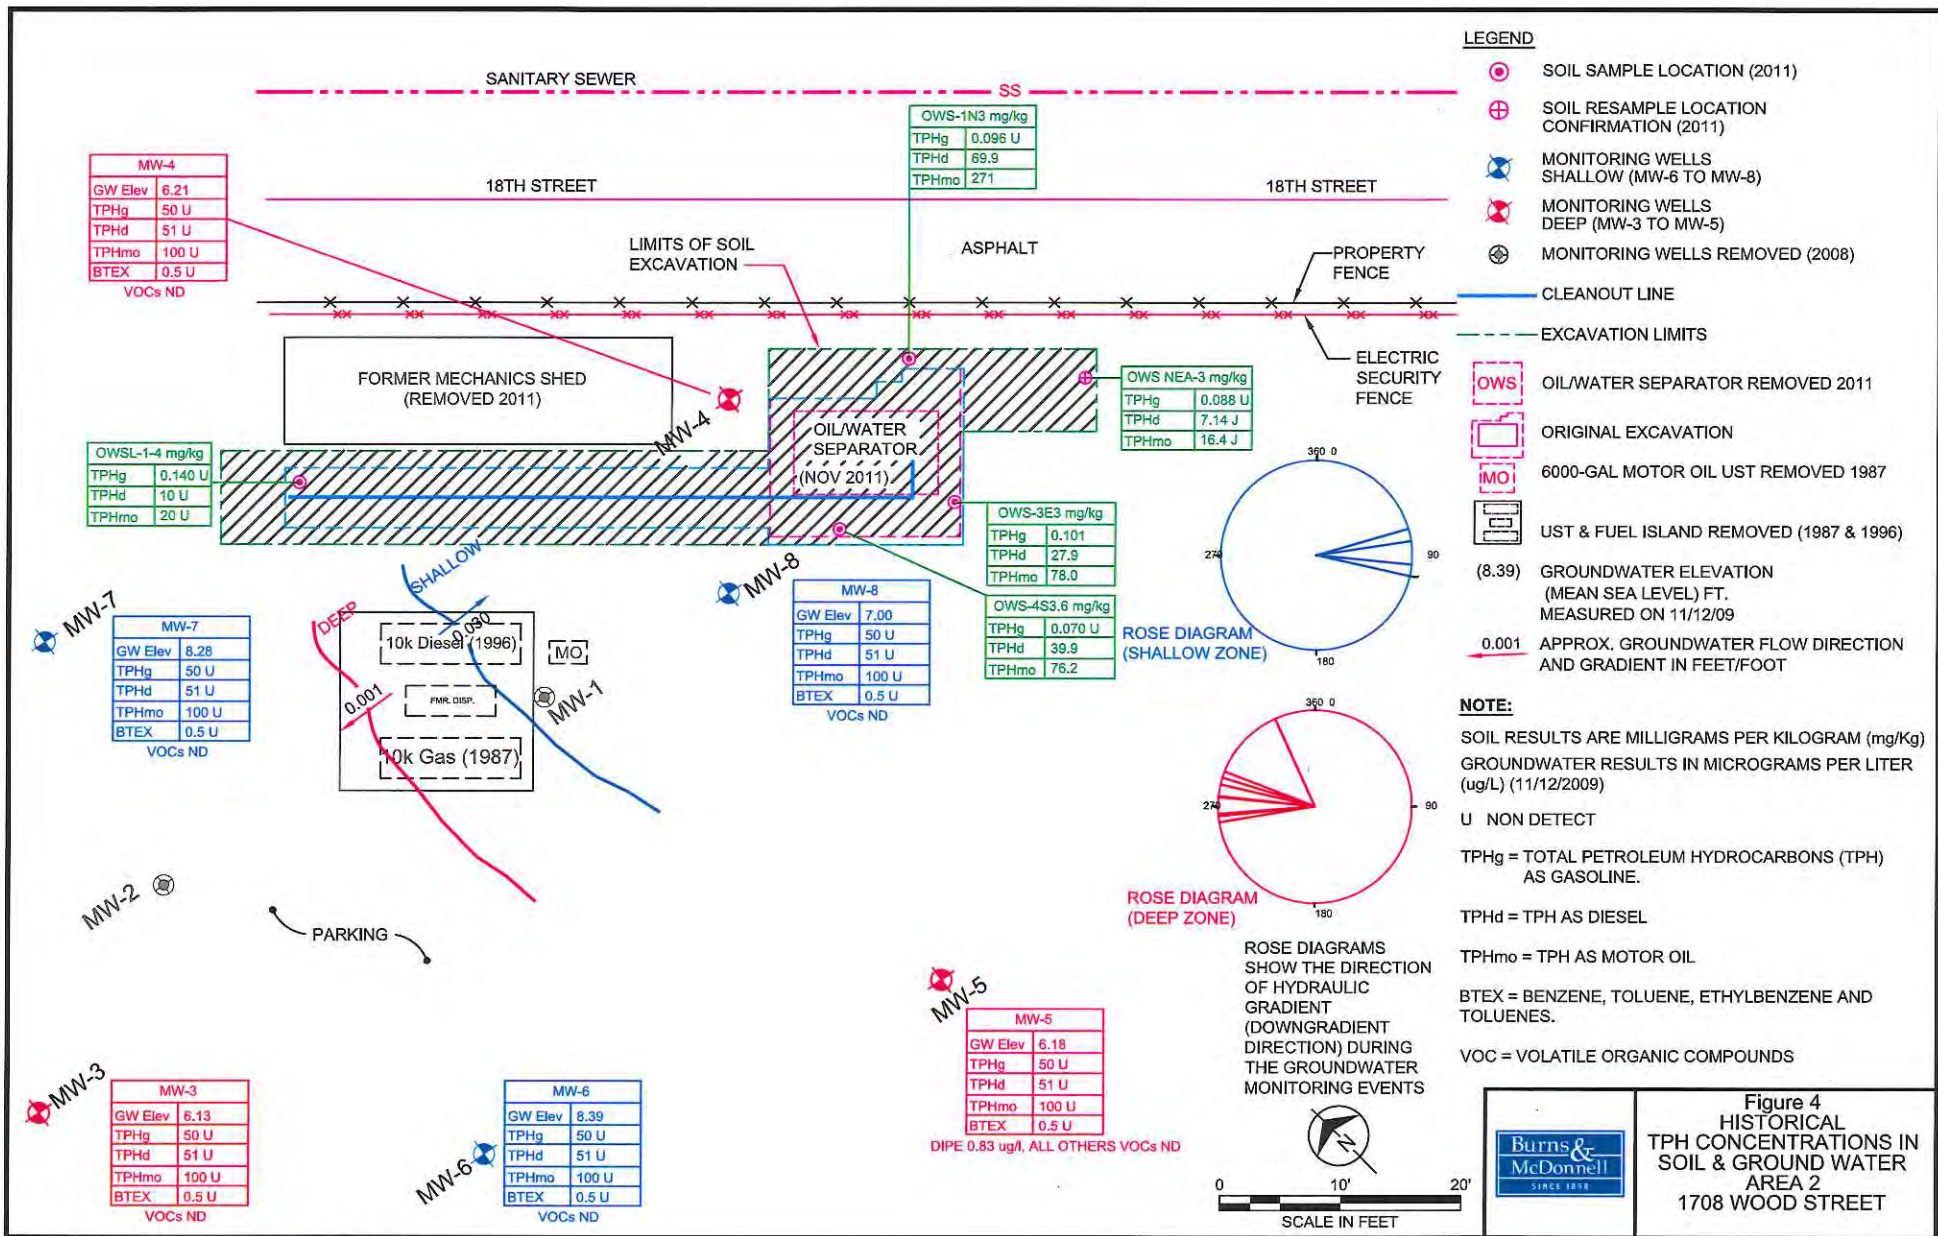 SANITARY SEWER
SS
OWS-1N3 mg/kg
TPHg 0.096 U
TPHd 69.9
TPHmo 271
MW-4
GW Elev 6.21
TPHg 50 U
TPHd 51 U
TPHmo 100 U
BTEX 0.5 U
VOCs ND
18TH STREET
18TH STREET
LIMITS OF SOIL
EXCAVATION
ASPHALT
PROPERTY
FENCE
ELECTRIC
SECURITY
FENCE
FORMER MECHANICS SHED
(REMOVED 2011)
MW-4
OIL/WATER
SEPARATOR
(NOV 2011)
OWS NEA-3 mg/kg
TPHg 0.088 U
TPHd 7.14 J
TPHmo 16.4 J
OWSL-1-4 mg/kg
TPHg 0.140 U
TPHd 10 U
TPHmo 20 U
OWS-3E3 mg/kg
TPHg 0.101
TPHd 27.9
TPHmo 78.0
OWS-4S3.6 mg/kg
TPHg 0.070 U
TPHd 39.9
TPHmo 76.2
SHALLOW
DEEP
0.030
0.001
10k Diesel (1996)
MO
FMR. DISP.
10k Gas (1987)
MW-1
MW-8
MW-8
GW Elev 7.00
TPHg 50 U
TPHd 51 U
TPHmo 100 U
BTEX 0.5 U
VOCs ND
MW-7
MW-7
GW Elev 8.28
TPHg 50 U
TPHd 51 U
TPHmo 100 U
BTEX 0.5 U
VOCs ND
MW-2
PARKING
MW-3
MW-3
GW Elev 6.13
TPHg 50 U
TPHd 51 U
TPHmo 100 U
BTEX 0.5 U
VOCs ND
MW-6
MW-6
GW Elev 8.39
TPHg 50 U
TPHd 51 U
TPHmo 100 U
BTEX 0.5 U
VOCs ND
MW-5
MW-5
GW Elev 6.18
TPHg 50 U
TPHd 51 U
TPHmo 100 U
BTEX 0.5 U
DIPE 0.83 ug/l, ALL OTHERS VOCs ND
360 0
270
90
180
ROSE DIAGRAM
(SHALLOW ZONE)
360 0
270
90
180
ROSE DIAGRAM
(DEEP ZONE)
ROSE DIAGRAMS
SHOW THE DIRECTION
OF HYDRAULIC
GRADIENT
(DOWNGRADIENT
DIRECTION) DURING
THE GROUNDWATER
MONITORING EVENTS
N
0 10' 20'
SCALE IN FEET
LEGEND
SOIL SAMPLE LOCATION (2011)
SOIL RESAMPLE LOCATION
CONFIRMATION (2011)
MONITORING WELLS
SHALLOW (MW-6 TO MW-8)
MONITORING WELLS
DEEP (MW-3 TO MW-5)
MONITORING WELLS REMOVED (2008)
CLEANOUT LINE
EXCAVATION LIMITS
OWS OIL/WATER SEPARATOR REMOVED 2011
ORIGINAL EXCAVATION
MO 6000-GAL MOTOR OIL UST REMOVED 1987
UST & FUEL ISLAND REMOVED (1987 & 1996)
(8.39) GROUNDWATER ELEVATION
(MEAN SEA LEVEL) FT.
MEASURED ON 11/12/09
0.001 APPROX. GROUNDWATER FLOW DIRECTION
AND GRADIENT IN FEET/FOOT
NOTE:
SOIL RESULTS ARE MILLIGRAMS PER KILOGRAM (mg/Kg)
GROUNDWATER RESULTS IN MICROGRAMS PER LITER
(ug/L) (11/12/2009)
U NON DETECT
TPHg = TOTAL PETROLEUM HYDROCARBONS (TPH)
AS GASOLINE.
TPHd = TPH AS DIESEL
TPHmo = TPH AS MOTOR OIL
BTEX = BENZENE, TOLUENE, ETHYLBENZENE AND
TOLUENES.
VOC = VOLATILE ORGANIC COMPOUNDS
Burns &
McDonnell
SINCE 1898
Figure 4
HISTORICAL
TPH CONCENTRATIONS IN
SOIL & GROUND WATER
AREA 2
1708 WOOD STREET